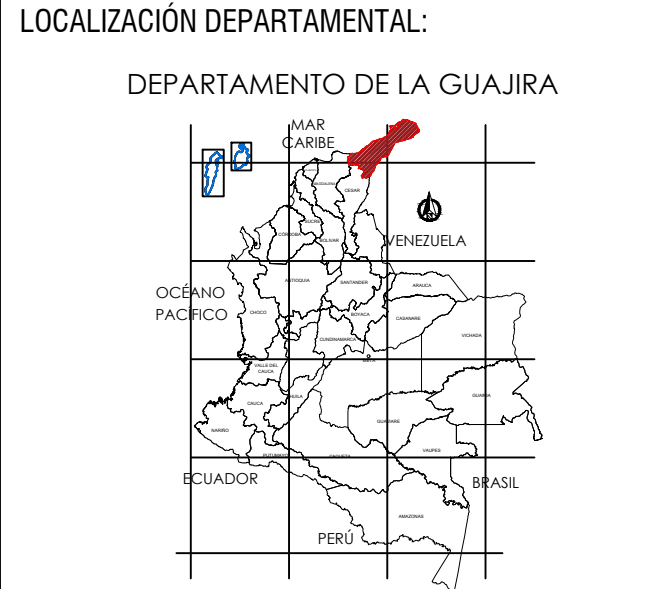 LOCALIZACIÓN DEPARTAMENTAL:
DEPARTAMENTO DE LA GUAJIRA
MAR
CARIBE
MAGDALENA
CESAR
SUCRE
CORDOBA
BOLIVAR
VENEZUELA
ANTIOQUIA
SANTANDER
ARAUCA
OCÉANO
PACÍFICO
CHOCO
BOYACA
CASANARE
CUNDINAMARCA
VICHADA
META
VALLE DEL
CAUCA
HUILA
GUAINIA
CAUCA
NARIÑO
GUAVIARE
VAUPES
PUTUMAYO
CAQUETA
ECUADOR
BRASIL
AMAZONAS
PERÚ